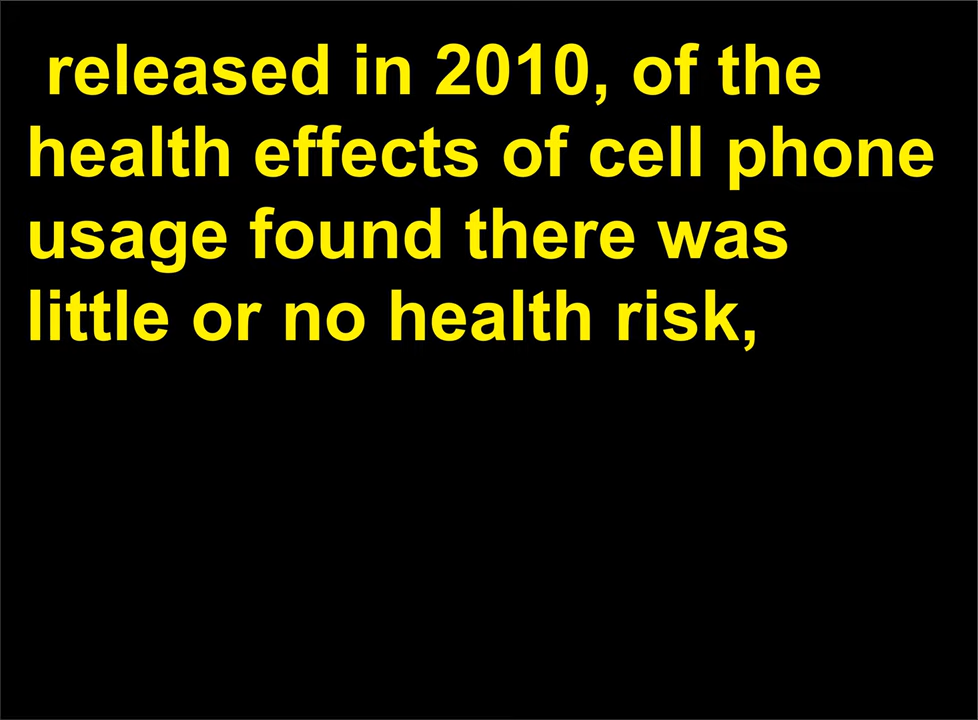 released in 2010, of the
health effects of cell phone
usage found there was
little or no health risk,